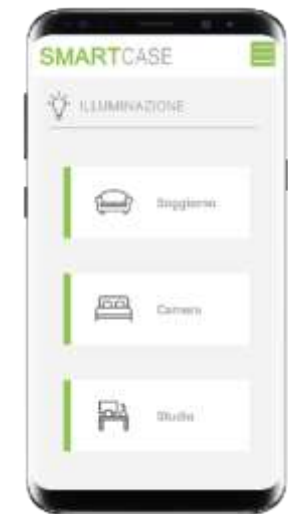 SMARTCASE
ILLUMINAZIONE
Soggiorno
Camera
Studio